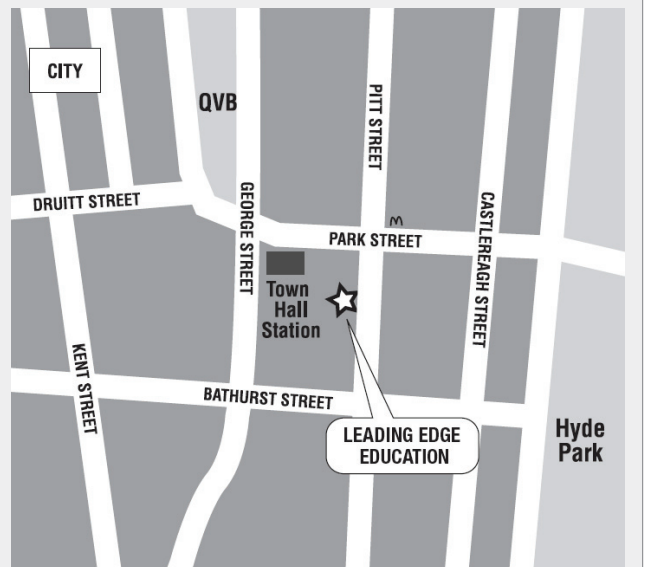 CITY
QVB
PITT STREET
DRUITT STREET
GEORGE STREET
CASTLEREAGH STREET
PARK STREET
Town
Hall
Station
KENT STREET
BATHURST STREET
LEADING EDGE
EDUCATION
Hyde
Park